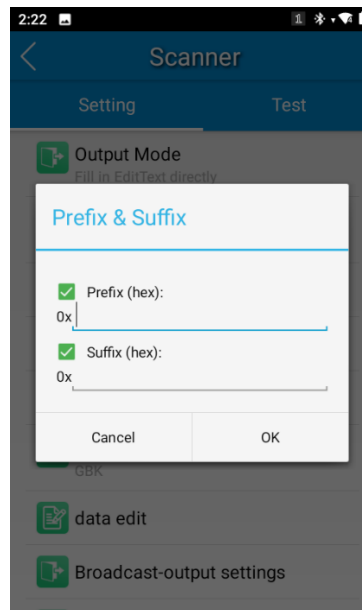 2:22
Scanner
Setting Test
Output Mode
Fill in EditText directly
Prefix & Suffix
Prefix (hex):
0x
Suffix (hex):
0x
Cancel OK
GBK
data edit
Broadcast-output settings